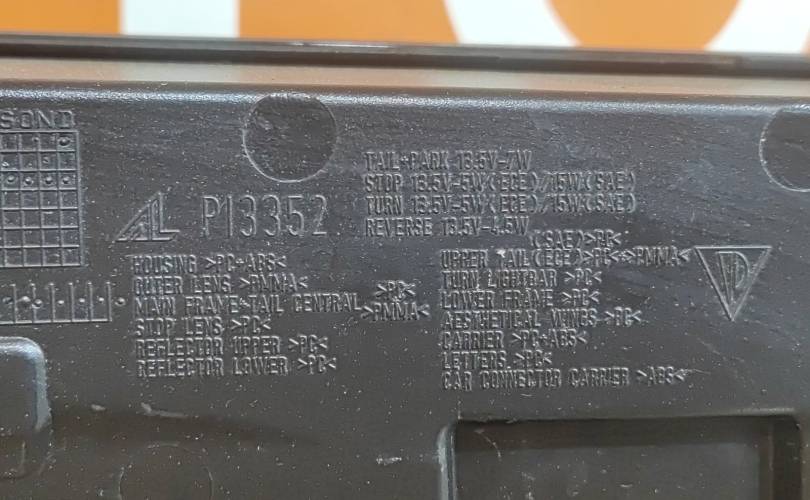 SOND
TAIL+PARK 13.5V-7W
STOP 13.5V-5W(ECE)/15W(SAE)
TURN 13.5V-5W(ECE)/15W(SAE)
REVERSE 13.5V-4.5W
AL PI3352
HOUSING >PC+ABS<
OUTER LENS >PMMA<
MAIN FRAME+TAIL CENTRAL >PC<
>PMMA<
STOP LENS >PC<
REFLECTOR UPPER >PC<
REFLECTOR LOWER >PC<
(SAE)>PC<
UPPER TAIL(ECE)>PC<+>PMMA<
TURN LIGHTBAR >PC<
LOWER FRAME >PC<
AESTHETICAL WINGS >PC<
CARRIER >PC+ABS<
LETTERS >PC<
CAR CONNECTOR CARRIER >ABS<